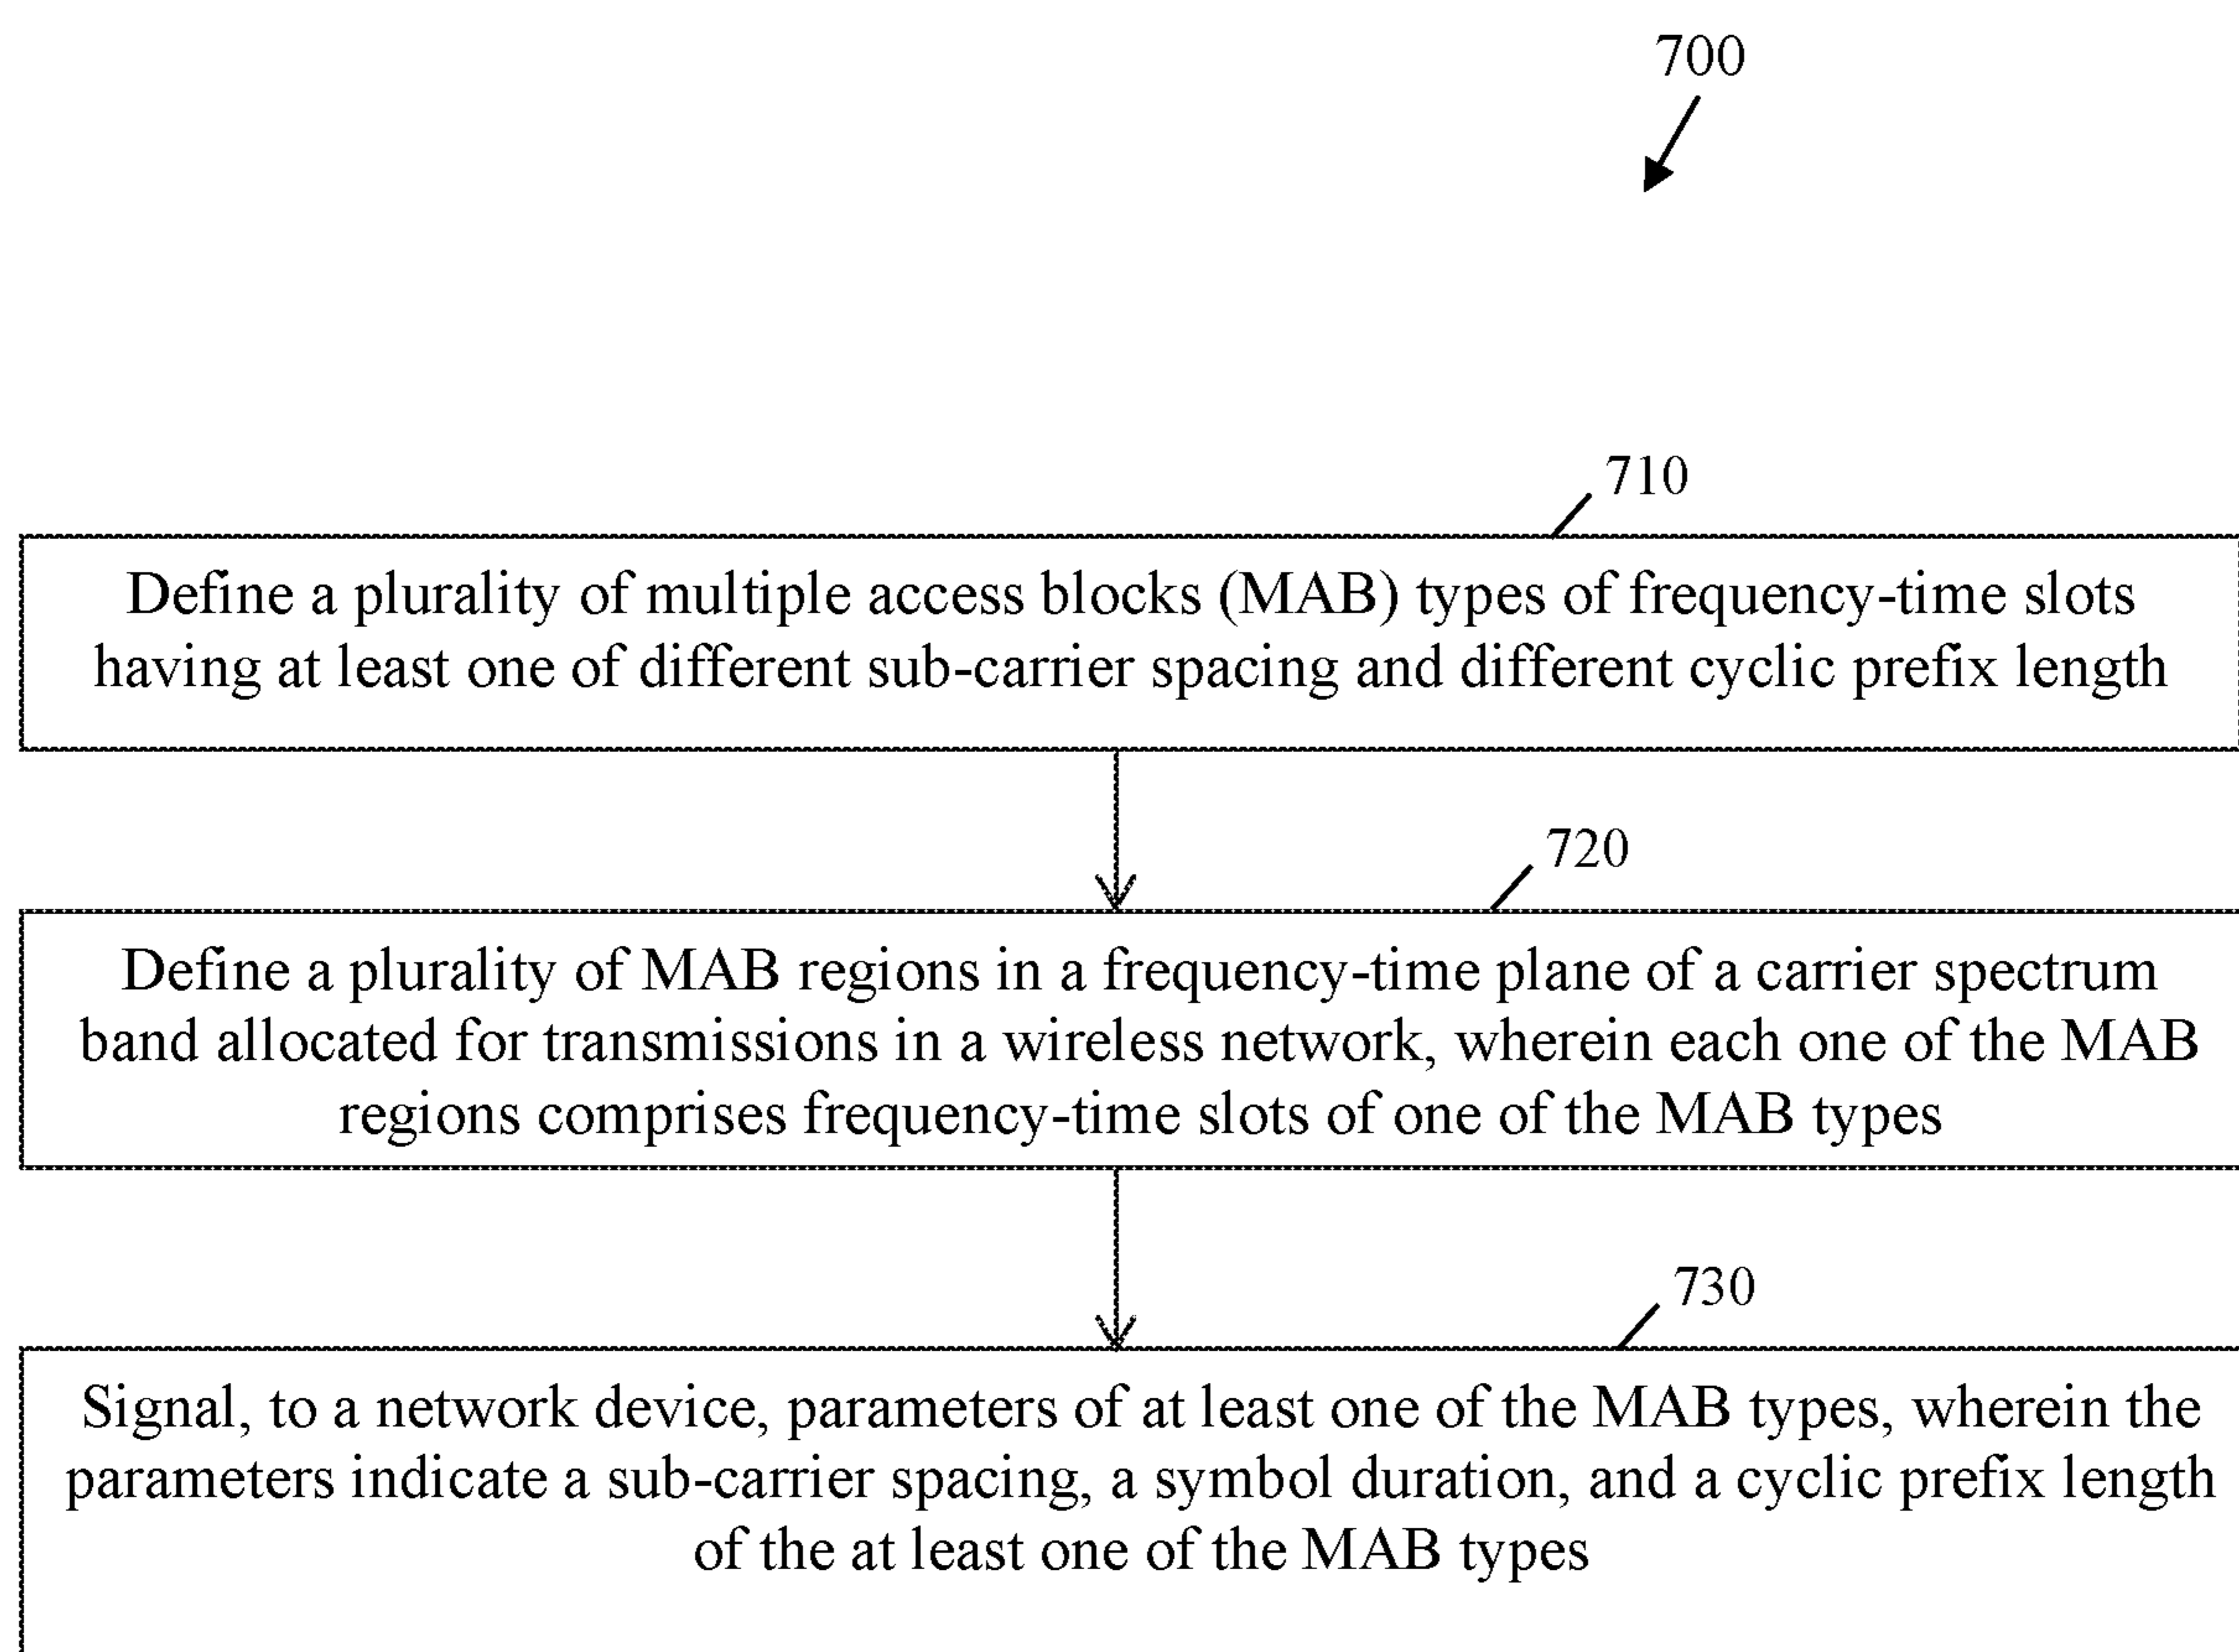 700
710
Define a plurality of multiple access blocks (MAB) types of frequency-time slots
having at least one of different sub-carrier spacing and different cyclic prefix length
720
Define a plurality of MAB regions in a frequency-time plane of a carrier spectrum
band allocated for transmissions in a wireless network, wherein each one of the MAB
regions comprises frequency-time slots of one of the MAB types
730
Signal, to a network device, parameters of at least one of the MAB types, wherein the
parameters indicate a sub-carrier spacing, a symbol duration, and a cyclic prefix length
of the at least one of the MAB types